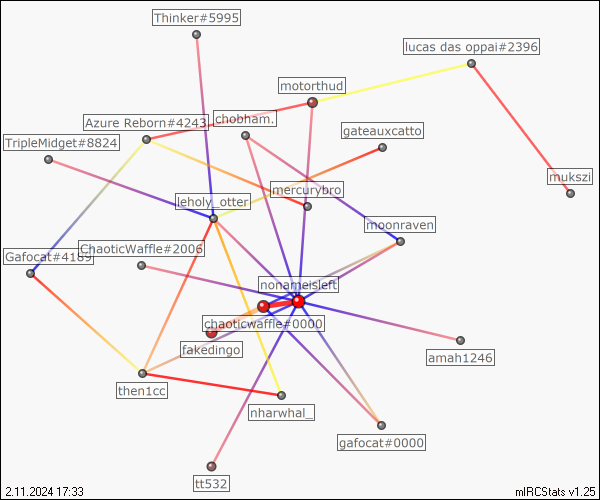 Thinker#5995
lucas das oppai#2396
motorthud
Azure Reborn#4243
chobham.
gateauxcatto
TripleMidget#8824
mukszi
mercurybro
leholy_otter
moonraven
ChaoticWaffle#2006
Gafocat#4189
nonameisleft
chaoticwaffle#0000
fakedingo
amah1246
then1cc
nharwhal_
gafocat#0000
tt532
2.11.2024 17:33
mIRCStats v1.25